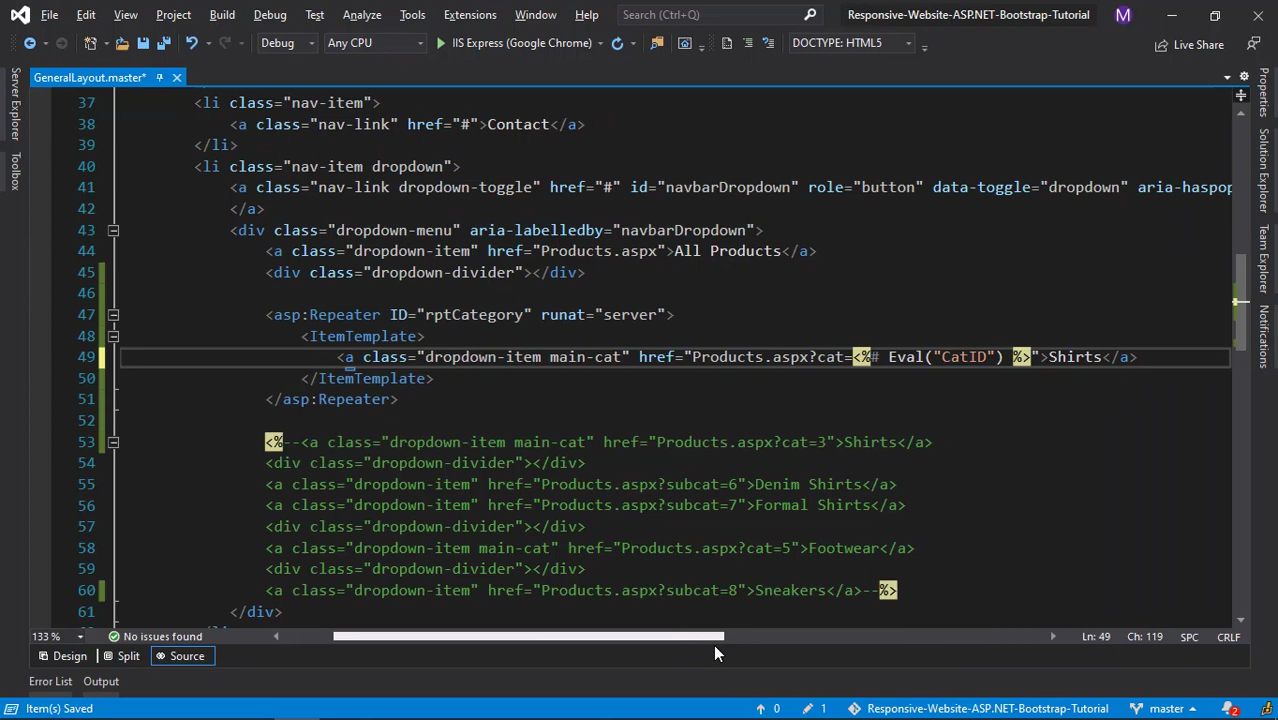 File Edit View Project Build Debug Test Analyze Tools Extensions Window Help Search (Ctrl+Q) Responsive-Website-ASP.NET-Bootstrap-Tutorial M
Debug Any CPU IIS Express (Google Chrome) DOCTYPE: HTML5 Live Share
GeneralLayout.master*
Server Explorer
Toolbox
37 <li class="nav-item">
38 <a class="nav-link" href="#">Contact</a>
39 </li>
40 <li class="nav-item dropdown">
41 <a class="nav-link dropdown-toggle" href="#" id="navbarDropdown" role="button" data-toggle="dropdown" aria-haspop
42 </a>
43 <div class="dropdown-menu" aria-labelledby="navbarDropdown">
44 <a class="dropdown-item" href="Products.aspx">All Products</a>
45 <div class="dropdown-divider"></div>
46
47 <asp:Repeater ID="rptCategory" runat="server">
48 <ItemTemplate>
49 <a class="dropdown-item main-cat" href="Products.aspx?cat=<%# Eval("CatID") %>">Shirts</a>
50 </ItemTemplate>
51 </asp:Repeater>
52
53 <%--<a class="dropdown-item main-cat" href="Products.aspx?cat=3">Shirts</a>
54 <div class="dropdown-divider"></div>
55 <a class="dropdown-item" href="Products.aspx?subcat=6">Denim Shirts</a>
56 <a class="dropdown-item" href="Products.aspx?subcat=7">Formal Shirts</a>
57 <div class="dropdown-divider"></div>
58 <a class="dropdown-item main-cat" href="Products.aspx?cat=5">Footwear</a>
59 <div class="dropdown-divider"></div>
60 <a class="dropdown-item" href="Products.aspx?subcat=8">Sneakers</a>--%>
61 </div>
Properties
Solution Explorer
Team Explorer
Notifications
133 % No issues found Ln: 49 Ch: 119 SPC CRLF
Design Split Source
Error List Output
Item(s) Saved 0 1 Responsive-Website-ASP.NET-Bootstrap-Tutorial master 2